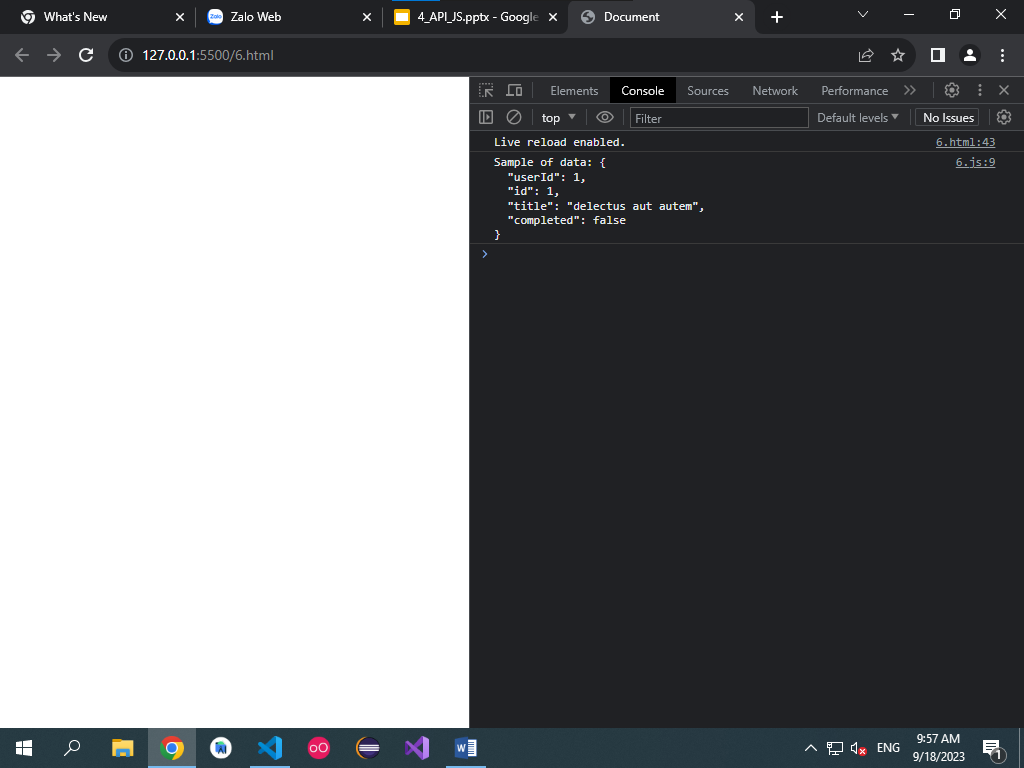 What's New
Zalo Web
4_API_JS.pptx - Google
Document
127.0.0.1:5500/6.html
Elements Console Sources Network Performance
top Filter Default levels No Issues
Live reload enabled. 6.html:43
Sample of data: { 6.js:9
"userId": 1,
"id": 1,
"title": "delectus aut autem",
"completed": false
}
ENG
9:57 AM
9/18/2023
1